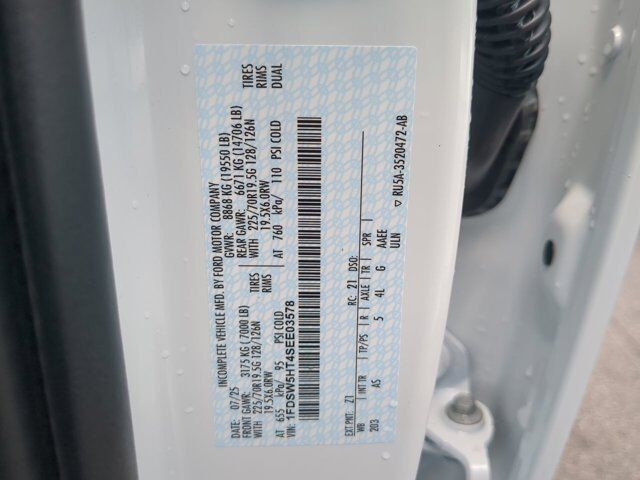 INCOMPLETE VEHICLE MFD. BY FORD MOTOR COMPANY
DATE: 07/25 GVWR: 8868 KG (19550 LB)
FRONT GAWR: 3175 KG (7000 LB) REAR GAWR: 6671 KG (14706 LB)
WITH 225/70R19.5G 128/126N TIRES WITH 225/70R19.5G 128/126N TIRES
19.5X6.0RW RIMS 19.5X6.0RW RIMS
AT 655 kPa/ 95 PSI COLD AT 760 kPa/ 110 PSI COLD DUAL
VIN: 1FDSW5HT4SEE03578
EXT PNT: Z1 RC: 21 DSO:
WB INT TR TP/PS R AXLE TR SPR
203 AS 5 4L G AAEE
ULN
▽ RU5A-3520472-AB